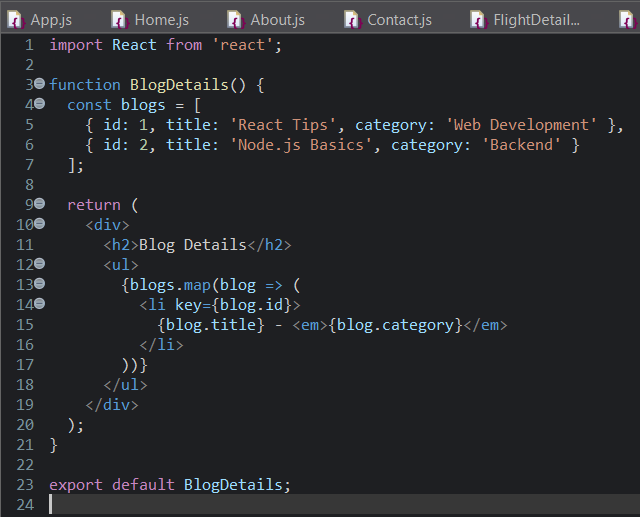 App.js Home.js About.js Contact.js FlightDetail...
1 import React from 'react';
2
3 function BlogDetails() {
4   const blogs = [
5     { id: 1, title: 'React Tips', category: 'Web Development' },
6     { id: 2, title: 'Node.js Basics', category: 'Backend' }
7   ];
8
9   return (
10     <div>
11       <h2>Blog Details</h2>
12       <ul>
13         {blogs.map(blog => (
14           <li key={blog.id}>
15             {blog.title} - <em>{blog.category}</em>
16           </li>
17         ))}
18       </ul>
19     </div>
20   );
21 }
22
23 export default BlogDetails;
24